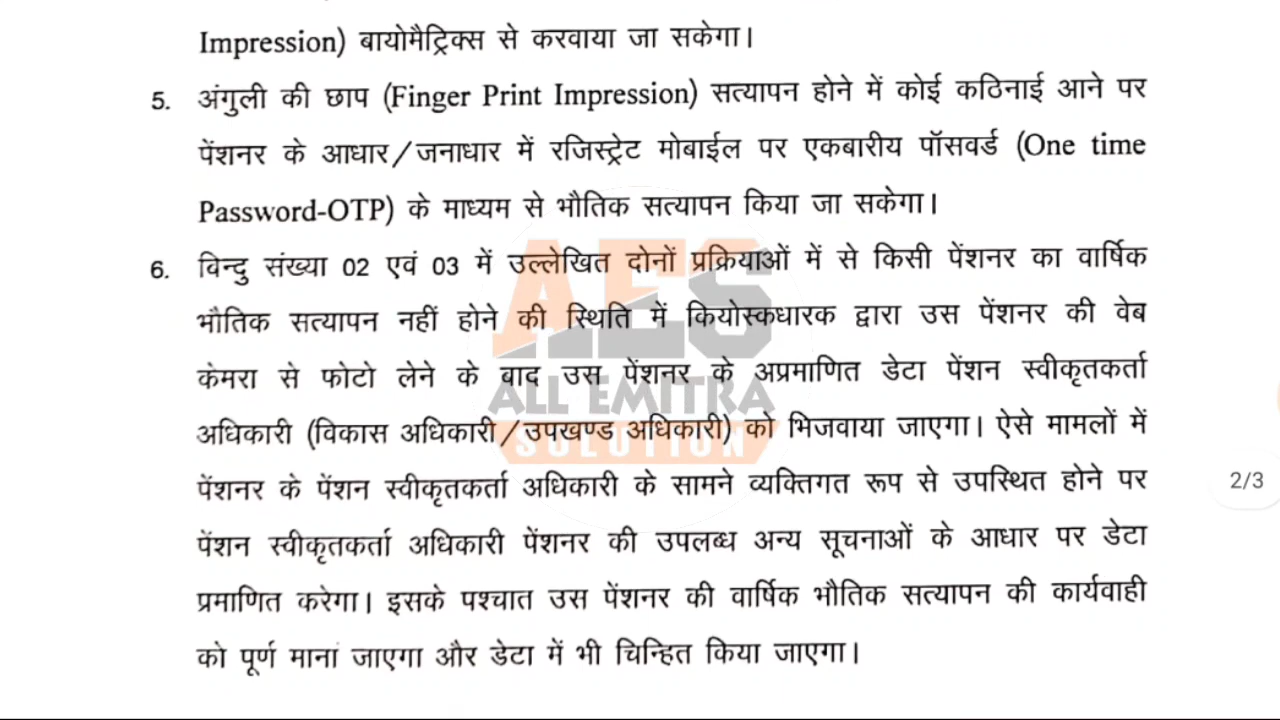 Impression) बायोमैट्रिक्स से करवाया जा सकेगा।
5. अंगुली की छाप (Finger Print Impression) सत्यापन होने में कोई कठिनाई आने पर
पेंशनर के आधार/जनाधार में रजिस्ट्रेट मोबाईल पर एकबारीय पॉसवर्ड (One time
Password-OTP) के माध्यम से भौतिक सत्यापन किया जा सकेगा।
6. विन्दु संख्या 02 एवं 03 में उल्लेखित दोनों प्रक्रियाओं में से किसी पेंशनर का वार्षिक
भौतिक सत्यापन नहीं होने की स्थिति में कियोस्कधारक द्वारा उस पेंशनर की वेब
केमरा से फोटो लेने के बाद उस पेंशनर के अप्रमाणित डेटा पेंशन स्वीकृतकर्ता
अधिकारी (विकास अधिकारी/उपखण्ड अधिकारी) को भिजवाया जाएगा। ऐसे मामलों में
पेंशनर के पेंशन स्वीकृतकर्ता अधिकारी के सामने व्यक्तिगत रूप से उपस्थित होने पर
पेंशन स्वीकृतकर्ता अधिकारी पेंशनर की उपलब्ध अन्य सूचनाओं के आधार पर डेटा
प्रमाणित करेगा। इसके पश्चात उस पेंशनर की वार्षिक भौतिक सत्यापन की कार्यवाही
को पूर्ण माना जाएगा और डेटा में भी चिन्हित किया जाएगा।
AES
ALL EMITRA
SOLUTION
2/3